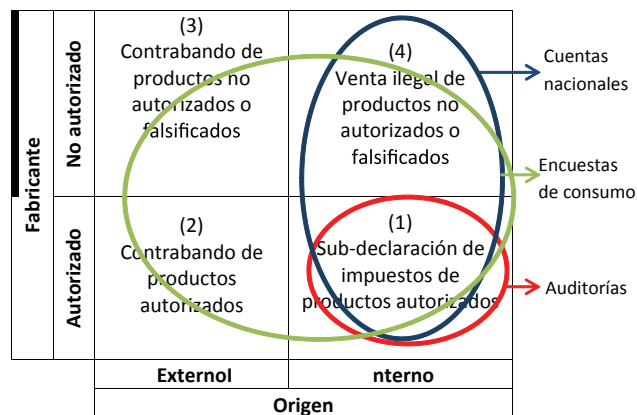 Fabricante
No autorizado
Autorizado
(3)
Contrabando de
productos no
autorizados o
falsificados
(4)
Venta ilegal de
productos no
autorizados o
falsificados
(2)
Contrabando de
productos
autorizados
(1)
Sub-declaración de
impuestos de
productos autorizados
Externol
nterno
Origen
Cuentas
nacionales
Encuestas
de consumo
Auditorías